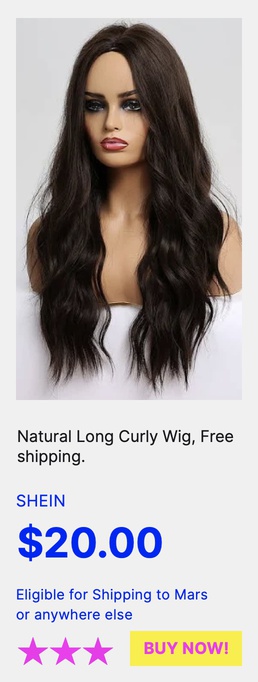 Natural Long Curly Wig, Free
shipping.
SHEIN
$20.00
Eligible for Shipping to Mars
or anywhere else
BUY NOW!